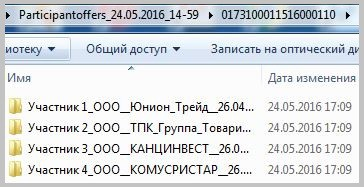 Participantoffers_24.05.2016_14-59 ▸ 0173100011516000110 ▸
иотеку ▾ Общий доступ ▾ Записать на оптический ди
Имя Дата изменения
Участник 1_ООО__Юнион_Трейд__26.04... 24.05.2016 17:09
Участник 2_ООО__ТПК_Группа_Товари... 24.05.2016 17:09
Участник 3_ООО__КАНЦИНВЕСТ__26.0... 24.05.2016 17:09
Участник 4_ООО__КОМУСРИСТАР__26.... 24.05.2016 17:09